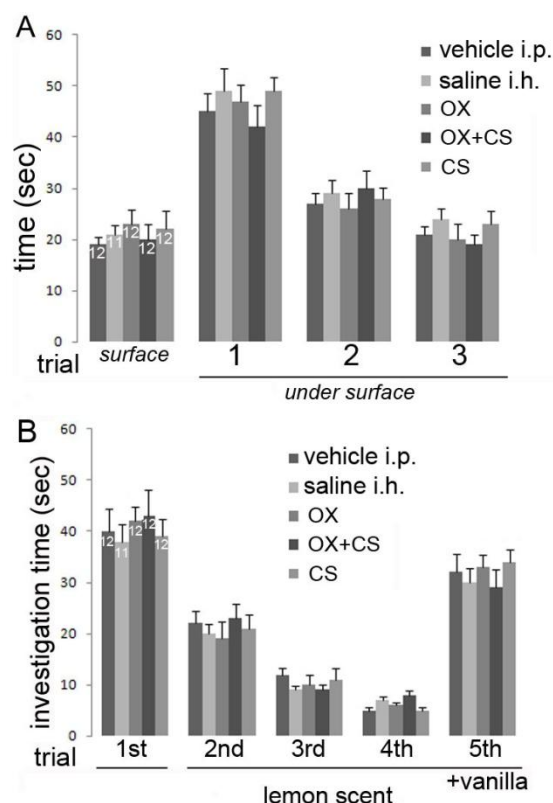 A
time (sec)
60
50
40
30
20
10
0
vehicle i.p.
saline i.h.
OX
OX+CS
CS
12 11 12 12 12
trial
surface
1 2 3
under surface
B
investigation time (sec)
60
50
40
30
20
10
0
vehicle i.p.
saline i.h.
OX
OX+CS
CS
12 11 12 12 12
trial
1st 2nd 3rd 4th 5th
+vanilla
lemon scent